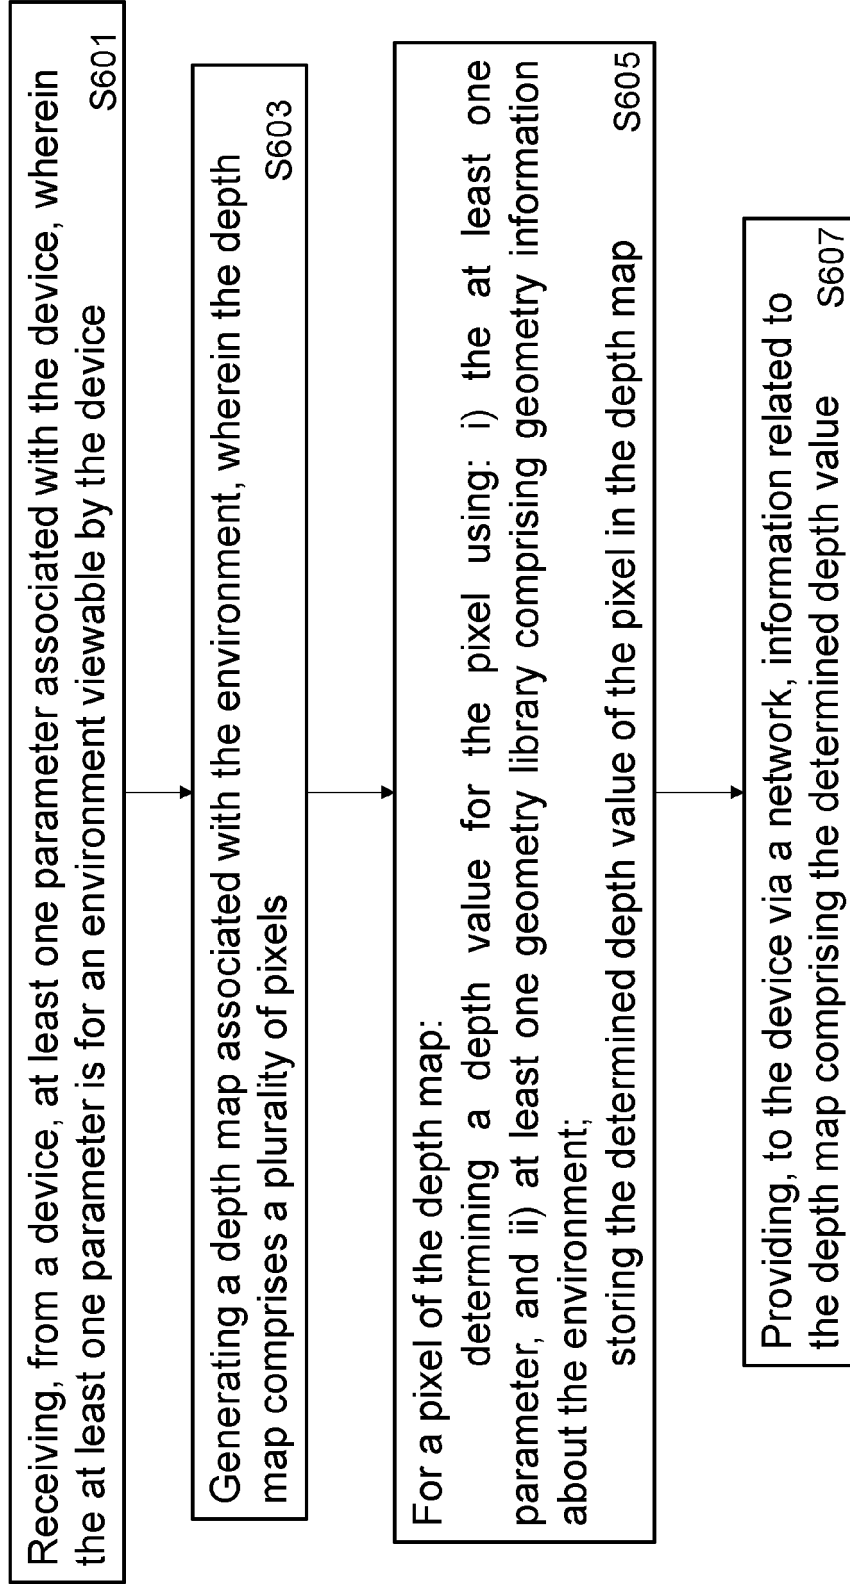 Receiving, from a device, at least one parameter associated with the device, wherein
the at least one parameter is for an environment viewable by the device
S601
Generating a depth map associated with the environment, wherein the depth
map comprises a plurality of pixels
S603
For a pixel of the depth map:
determining a depth value for the pixel using: i) the at least one
parameter, and ii) at least one geometry library comprising geometry information
about the environment;
storing the determined depth value of the pixel in the depth map
S605
Providing, to the device via a network, information related to
the depth map comprising the determined depth value
S607